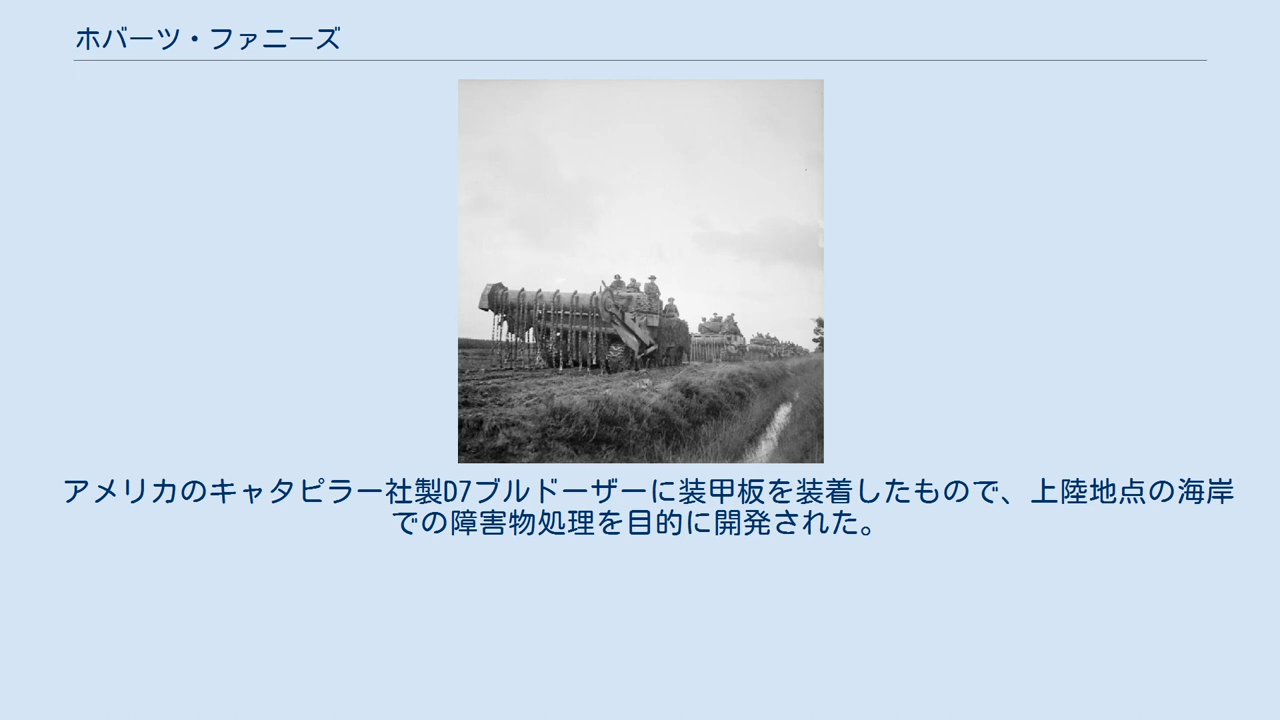 ホバーツ・ファニーズ
アメリカのキャタピラー社製D7ブルドーザーに装甲板を装着したもので、上陸地点の海岸
での障害物処理を目的に開発された。